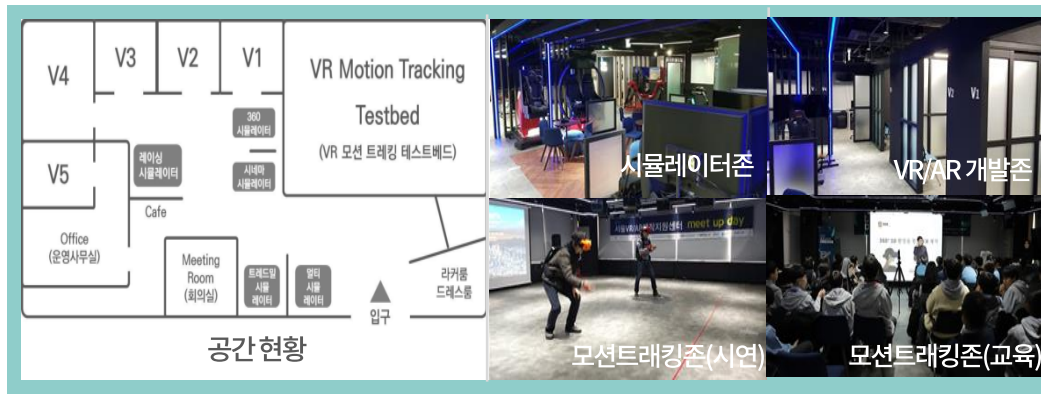 V4
V3
V2
V1
VR Motion Tracking
Testbed
(VR 모션 트레킹 테스트베드)
360
시뮬레이터
시네마
시뮬레이터
레이싱
시뮬레이터
V5
Cafe
Office
(운영사무실)
Meeting
Room
(회의실)
트레드밀
시뮬
레이터
멀티
시뮬
레이터
입구
라커룸
드레스룸
공간 현황
시뮬레이터존
V2
V1
VR/AR 개발존
meet up day
모션트래킹존(시연)
모션트래킹존(교육)